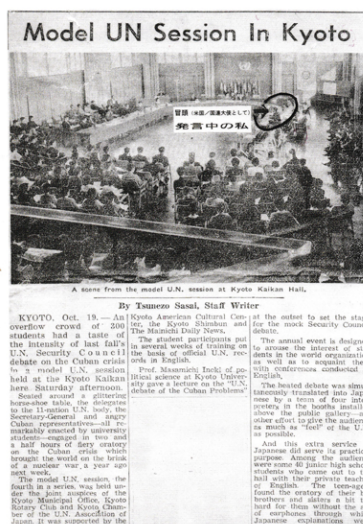 Model UN Session In Kyoto
冒頭（米国／国連大使として）
発言中の私
A scene from the model U.N. session at Kyoto Kaikan Hall.
By Tsunezo Sasai, Staff Writer
KYOTO, Oct. 19. — An
overflow crowd of 300
students had a taste of
the intensity of last fall's
U.N. Security Council
debate on the Cuban crisis
in a model U.N. session
held at the Kyoto Kaikan
here Saturday afternoon.
Seated around a glittering
horse-shoe table, the delegates
to the 11-nation U.N. body, the
Secretary-General and angry
Cuban representatives—all re-
markably enacted by university
students—engaged in two and
a half hours of fiery oratory
on the Cuban crisis which
brought the world on the brink
of a nuclear war a year ago
next week.
The model U.N. session, the
fourth in a series, was held un-
der the joint auspices of the
Kyoto Municipal Office, Kyoto
Rotary Club and Kyoto Cham-
ber of the U.N. Association of
Japan. It was supported by the
Kyoto American Cultural Cen-
ter, the Kyoto Shimbun and
The Mainichi Daily News.
The student participants put
in several weeks of training on
the basis of official U.N. rec-
ords in English.
Prof. Masamichi Inoki of po-
litical science at Kyoto Univer-
sity gave a lecture on the "U.N.
debate of the Cuban Problems"
at the outset to set the stage
for the mock Security Council
debate.
The annual event is designed
to arouse the interest of stu-
dents in the world organization
as well as to acquaint them
with conferences conducted in
English.
The heated debate was simul-
taneously translated into Japa-
nese by a team of four inter-
preters in the booths installed
above the public gallery—an-
other effort to give the audience
as much as "feel" of the U.N.
as possible.
And this extra service in
Japanese did serve its practical
purpose. Among the audience
were some 40 junior high school
students who came out to the
hall with their private teacher
of English. The teen-agers
found the oratory of their big
brothers and sisters a bit too
hard for them without the
of earphones through which
Japanese explanations